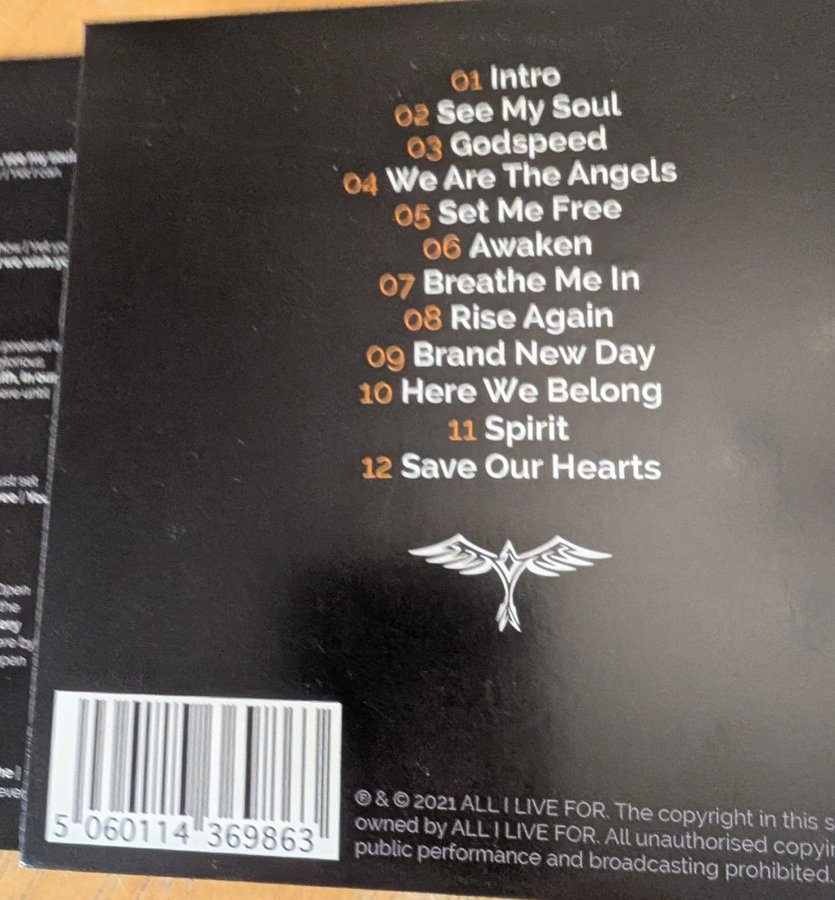 01 Intro
02 See My Soul
03 Godspeed
04 We Are The Angels
05 Set Me Free
06 Awaken
07 Breathe Me In
08 Rise Again
09 Brand New Day
10 Here We Belong
11 Spirit
12 Save Our Hearts
5 060114 369863
℗ & © 2021 ALL I LIVE FOR. The copyright in this
owned by ALL I LIVE FOR. All unauthorised
public performance and broadcasting prohibited.